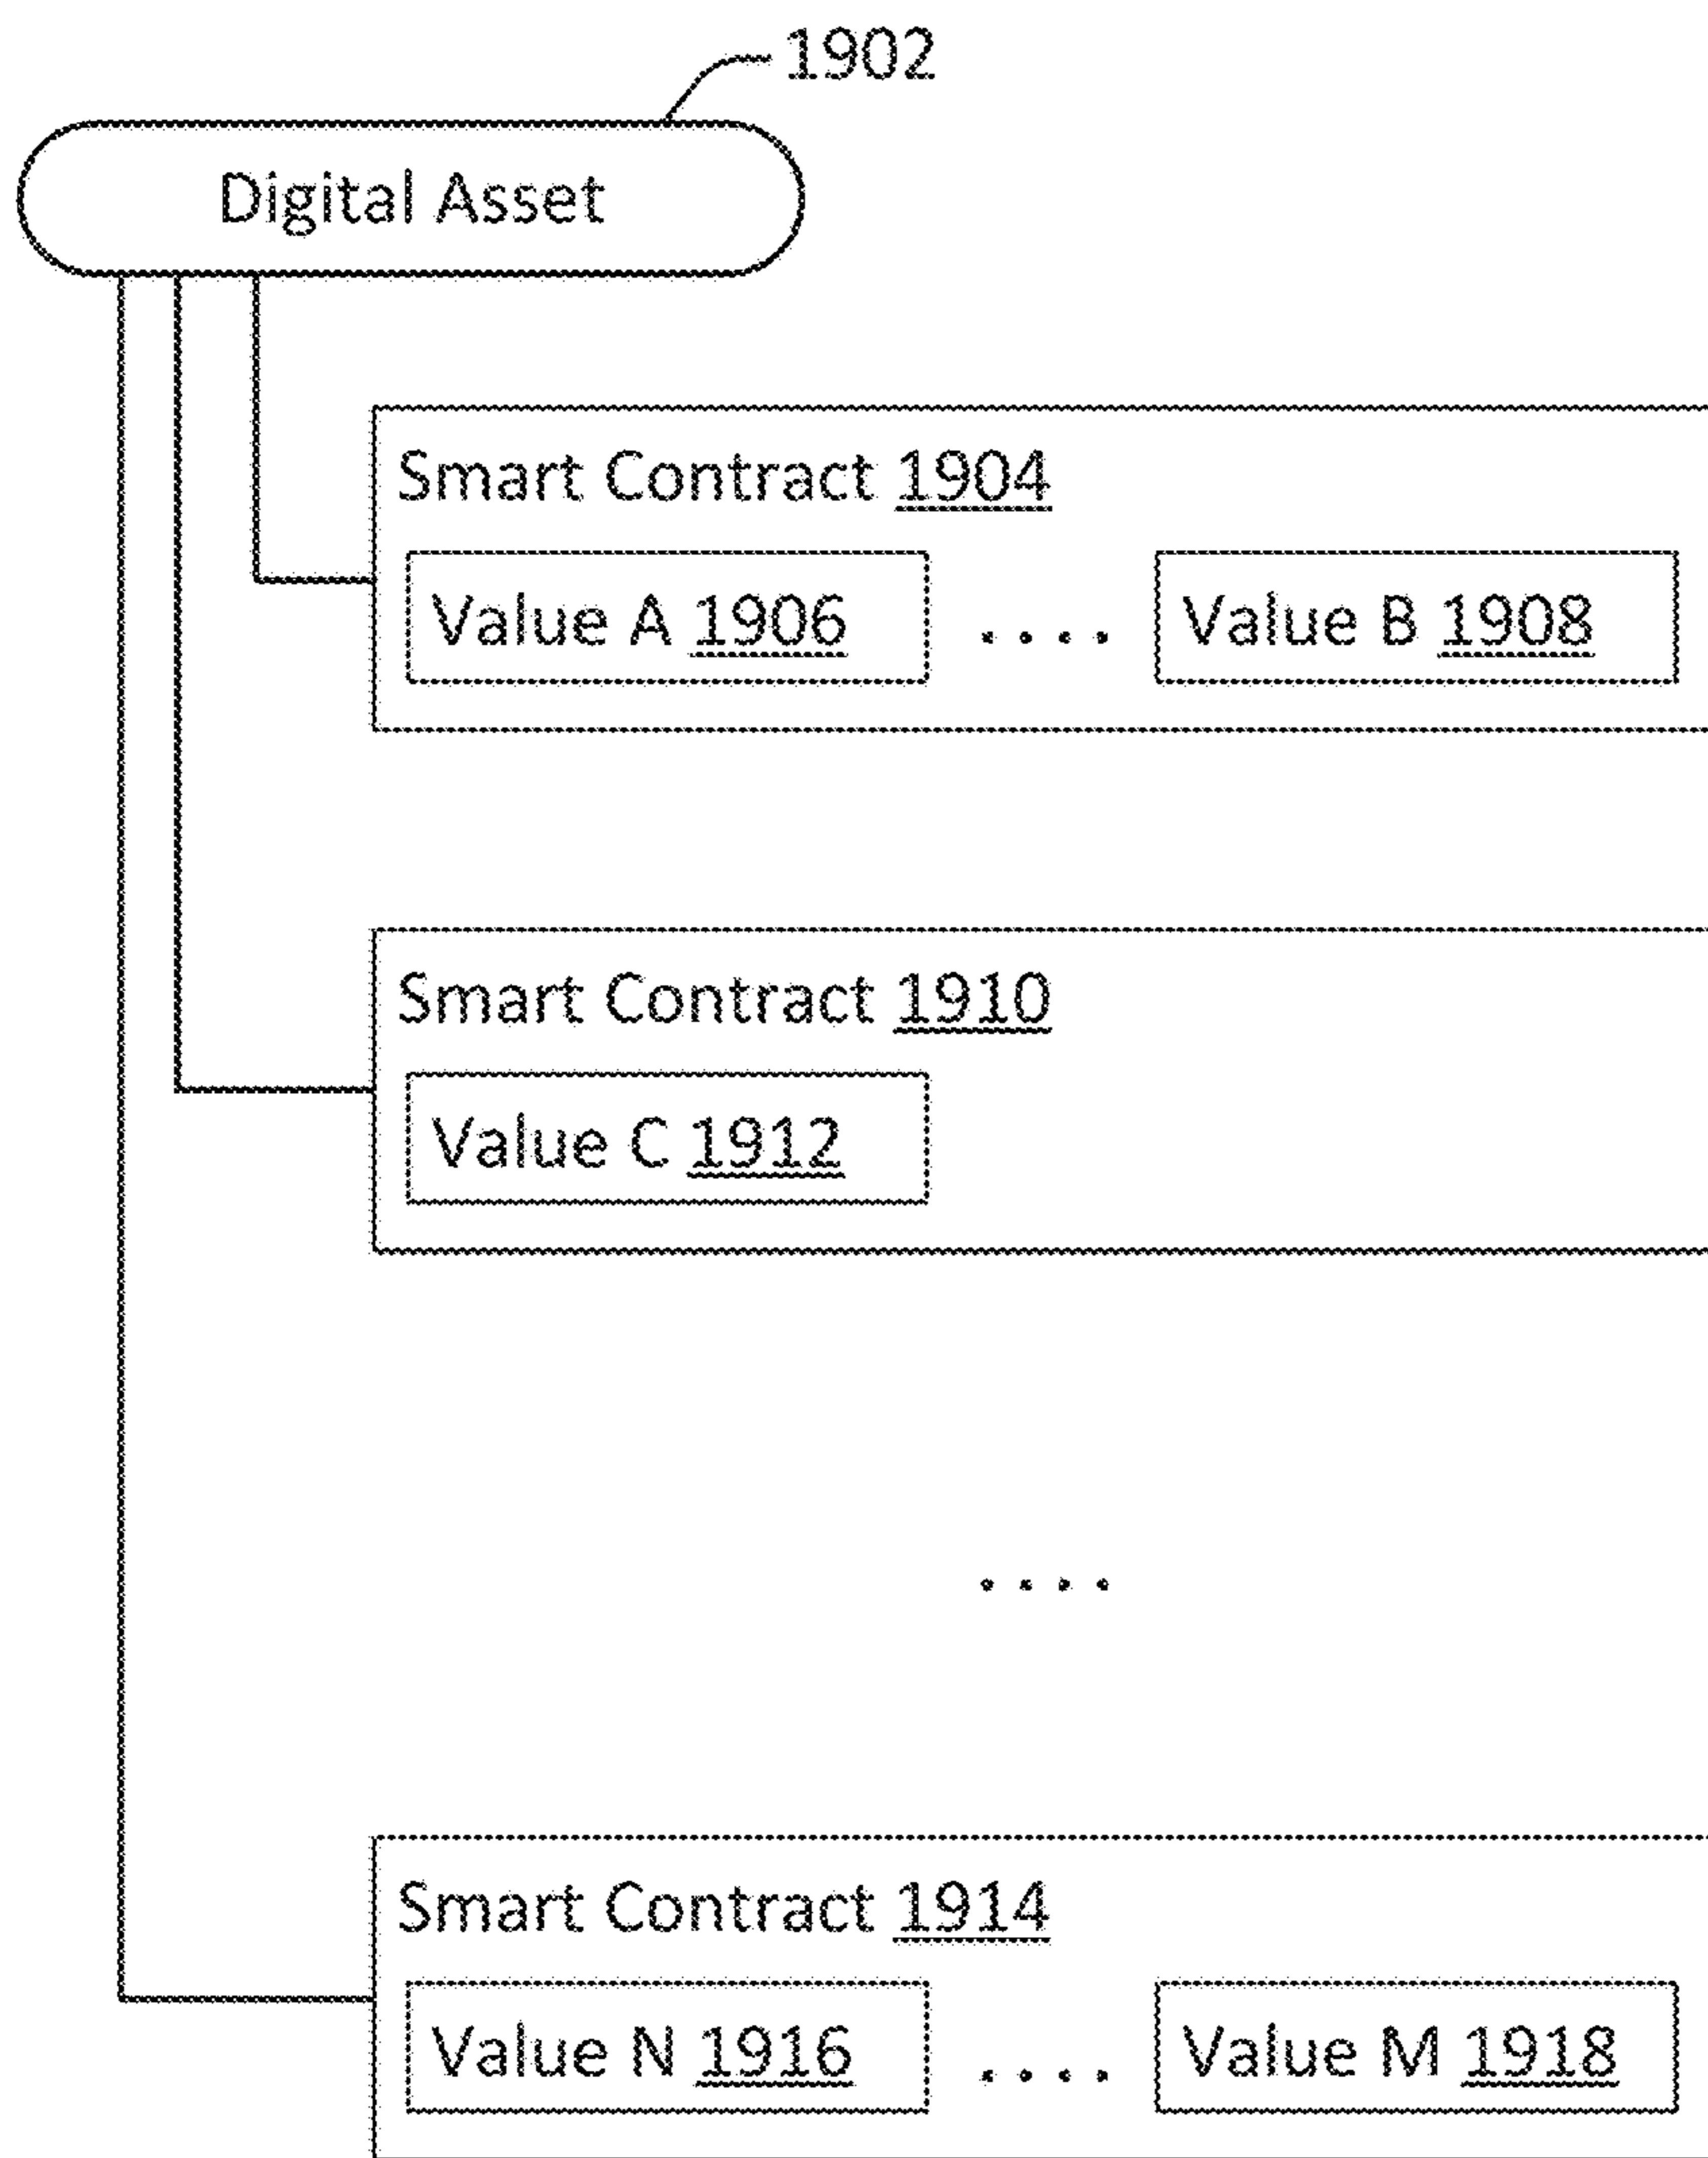 1902
Digital Asset
Smart Contract 1904
Value A 1906 .... Value B 1908
Smart Contract 1910
Value C 1912
....
Smart Contract 1914
Value N 1916 .... Value M 1918